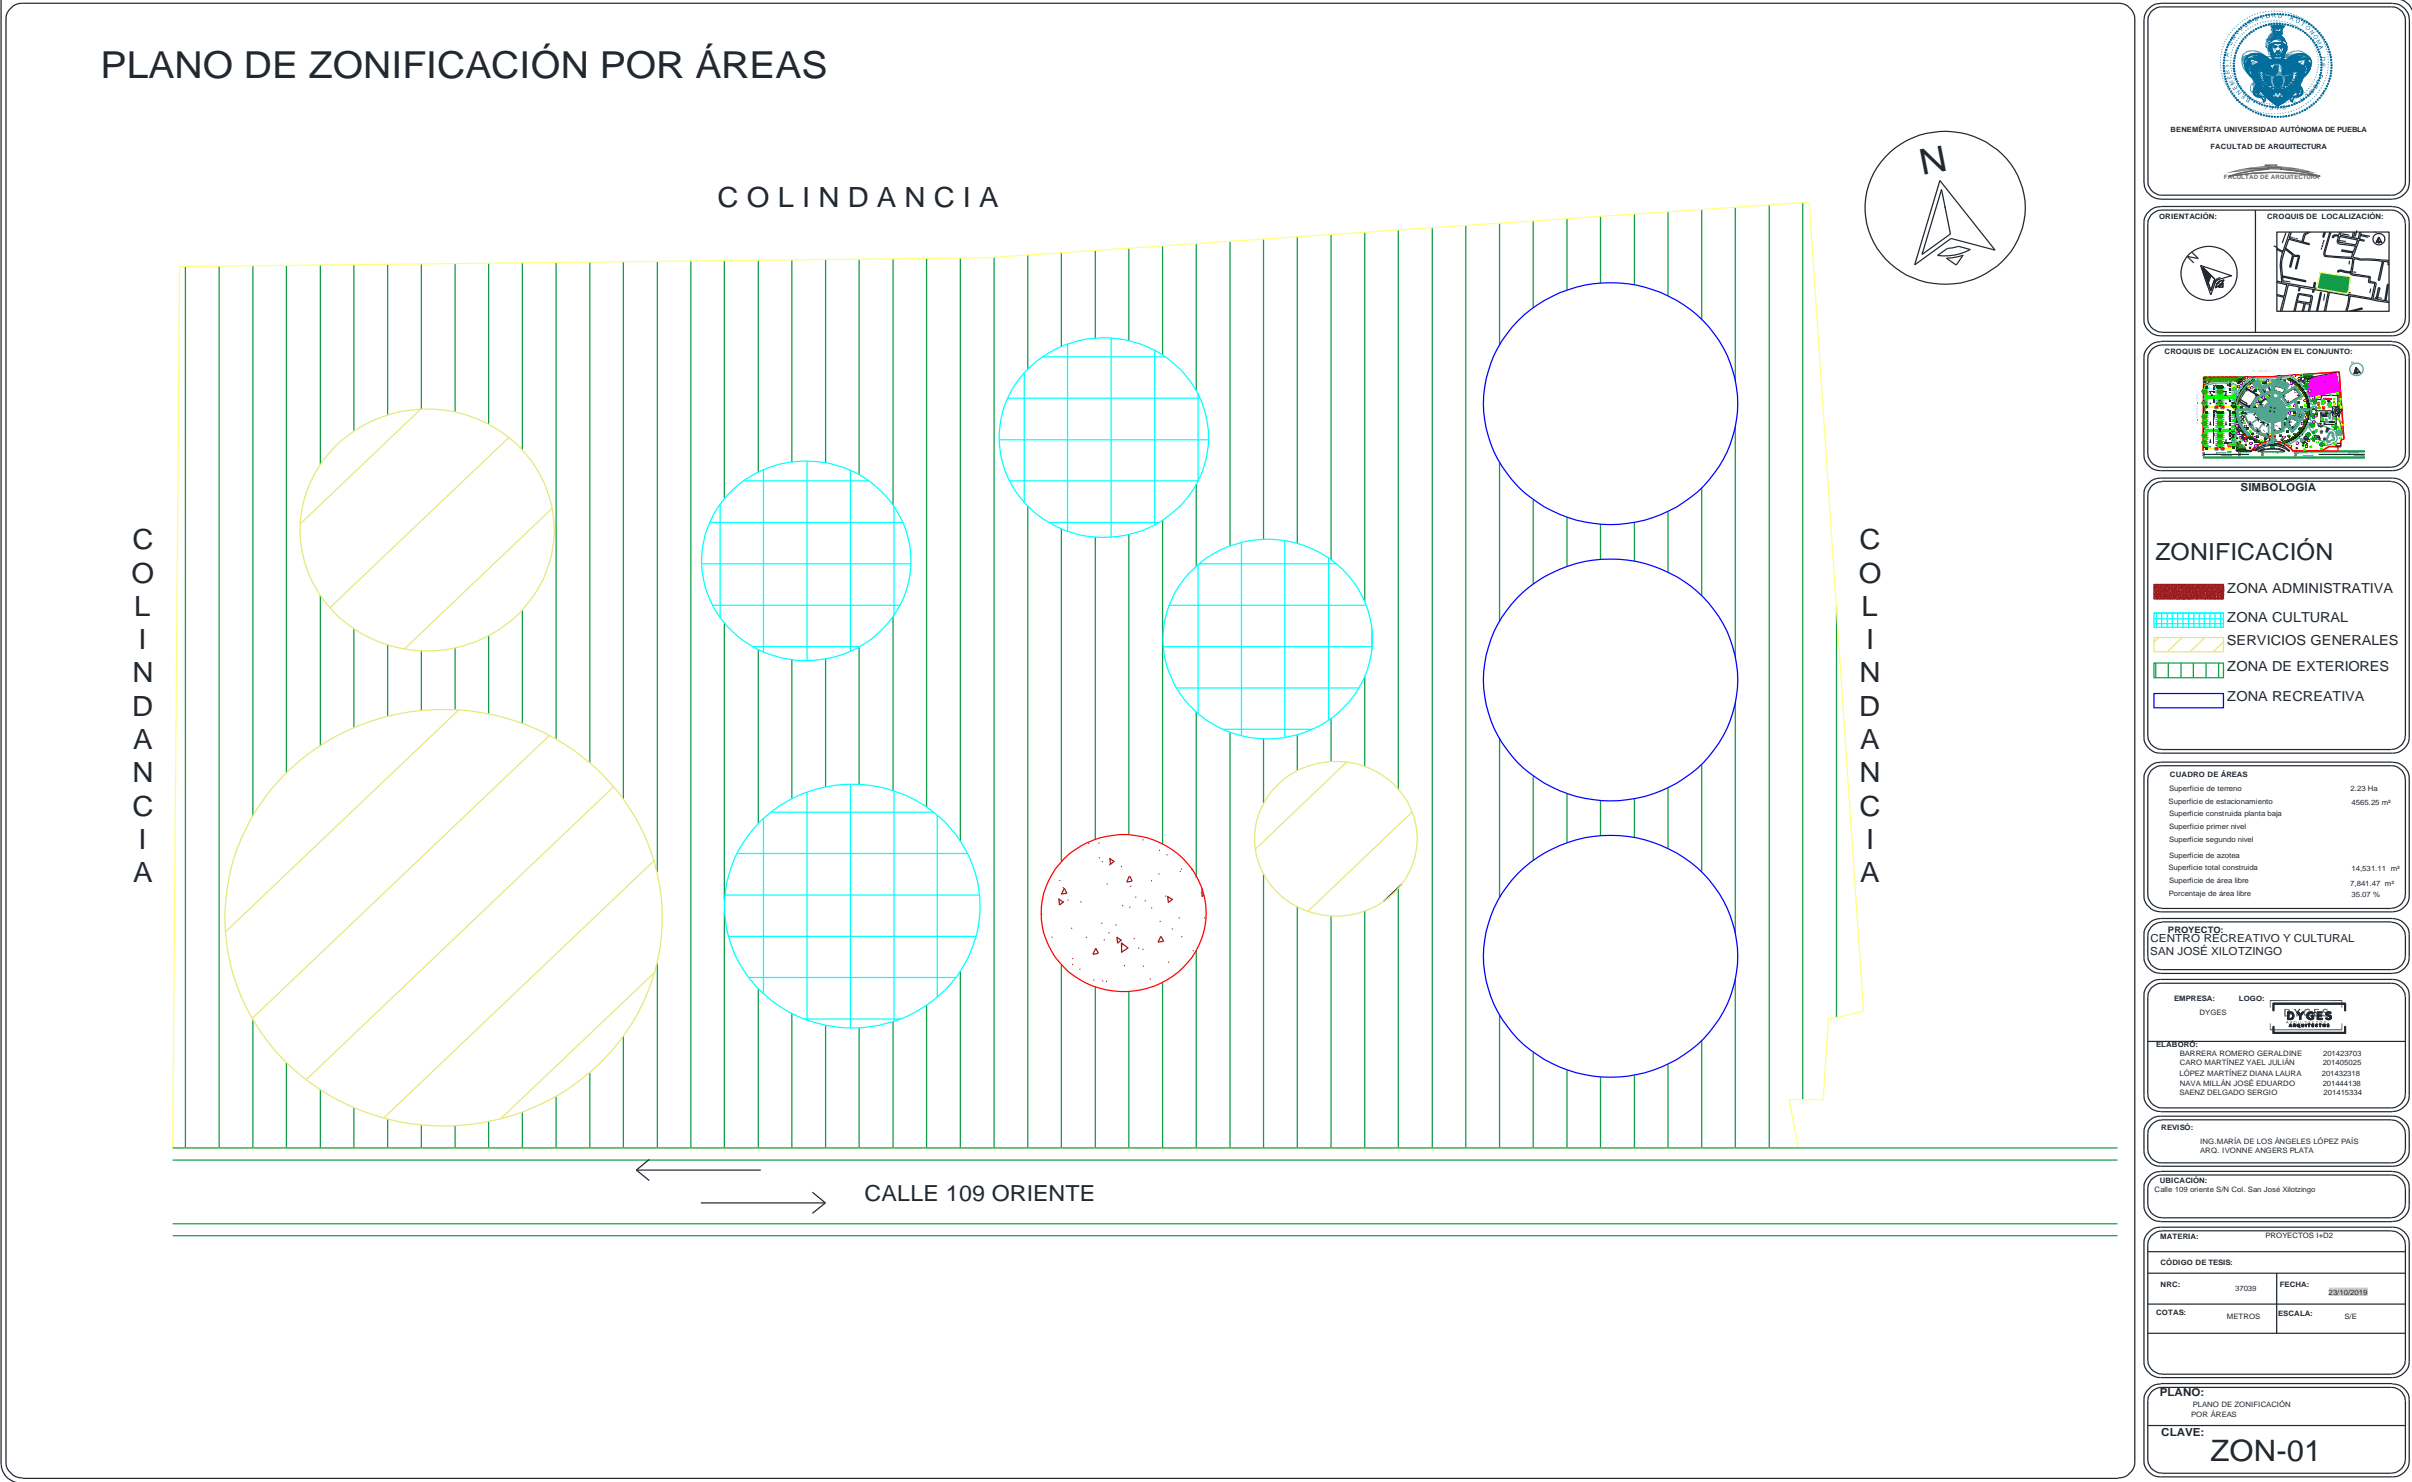 PLANO DE ZONIFICACIÓN POR ÁREAS
COLINDANCIA
N
COLINDANCIA
COLINDANCIA
CALLE 109 ORIENTE
BENEMÉRITA UNIVERSIDAD AUTÓNOMA DE PUEBLA
FACULTAD DE ARQUITECTURA
FACULTAD DE ARQUITECTURA
ORIENTACIÓN:
N
CROQUIS DE LOCALIZACIÓN:
CROQUIS DE LOCALIZACIÓN EN EL CONJUNTO:
SIMBOLOGÍA
ZONIFICACIÓN
ZONA ADMINISTRATIVA
ZONA CULTURAL
SERVICIOS GENERALES
ZONA DE EXTERIORES
ZONA RECREATIVA
CUADRO DE ÁREAS
Superficie de terreno 2.23 Ha
Superficie de estacionamiento 4565.25 m²
Superficie construida planta baja
Superficie primer nivel
Superficie segundo nivel
Superficie de azotea
Superficie total construida 14,531.11 m²
Superficie de área libre 7,841.47 m²
Porcentaje de área libre 35.07 %
PROYECTO:
CENTRO RECREATIVO Y CULTURAL
SAN JOSÉ XILOTZINGO
EMPRESA: LOGO:
DYGES
DYGES
ARQUITECTOS
ELABORÓ:
BARRERA ROMERO GERALDINE 201423703
CARO MARTÍNEZ YAEL JULIÁN 201405025
LÓPEZ MARTÍNEZ DIANA LAURA 201432318
NAVA MILLÁN JOSÉ EDUARDO 201444138
SAENZ DELGADO SERGIO 201415334
REVISÓ:
ING.MARÍA DE LOS ÁNGELES LÓPEZ PAÍS
ARQ. IVONNE ANGERS PLATA
UBICACIÓN:
Calle 109 oriente S/N Col. San José Xilotzingo
MATERIA: PROYECTOS I+D2
CÓDIGO DE TESIS:
NRC: 37039 FECHA: 23/10/2019
COTAS: METROS ESCALA: S/E
PLANO:
PLANO DE ZONIFICACIÓN
POR ÁREAS
CLAVE:
ZON-01